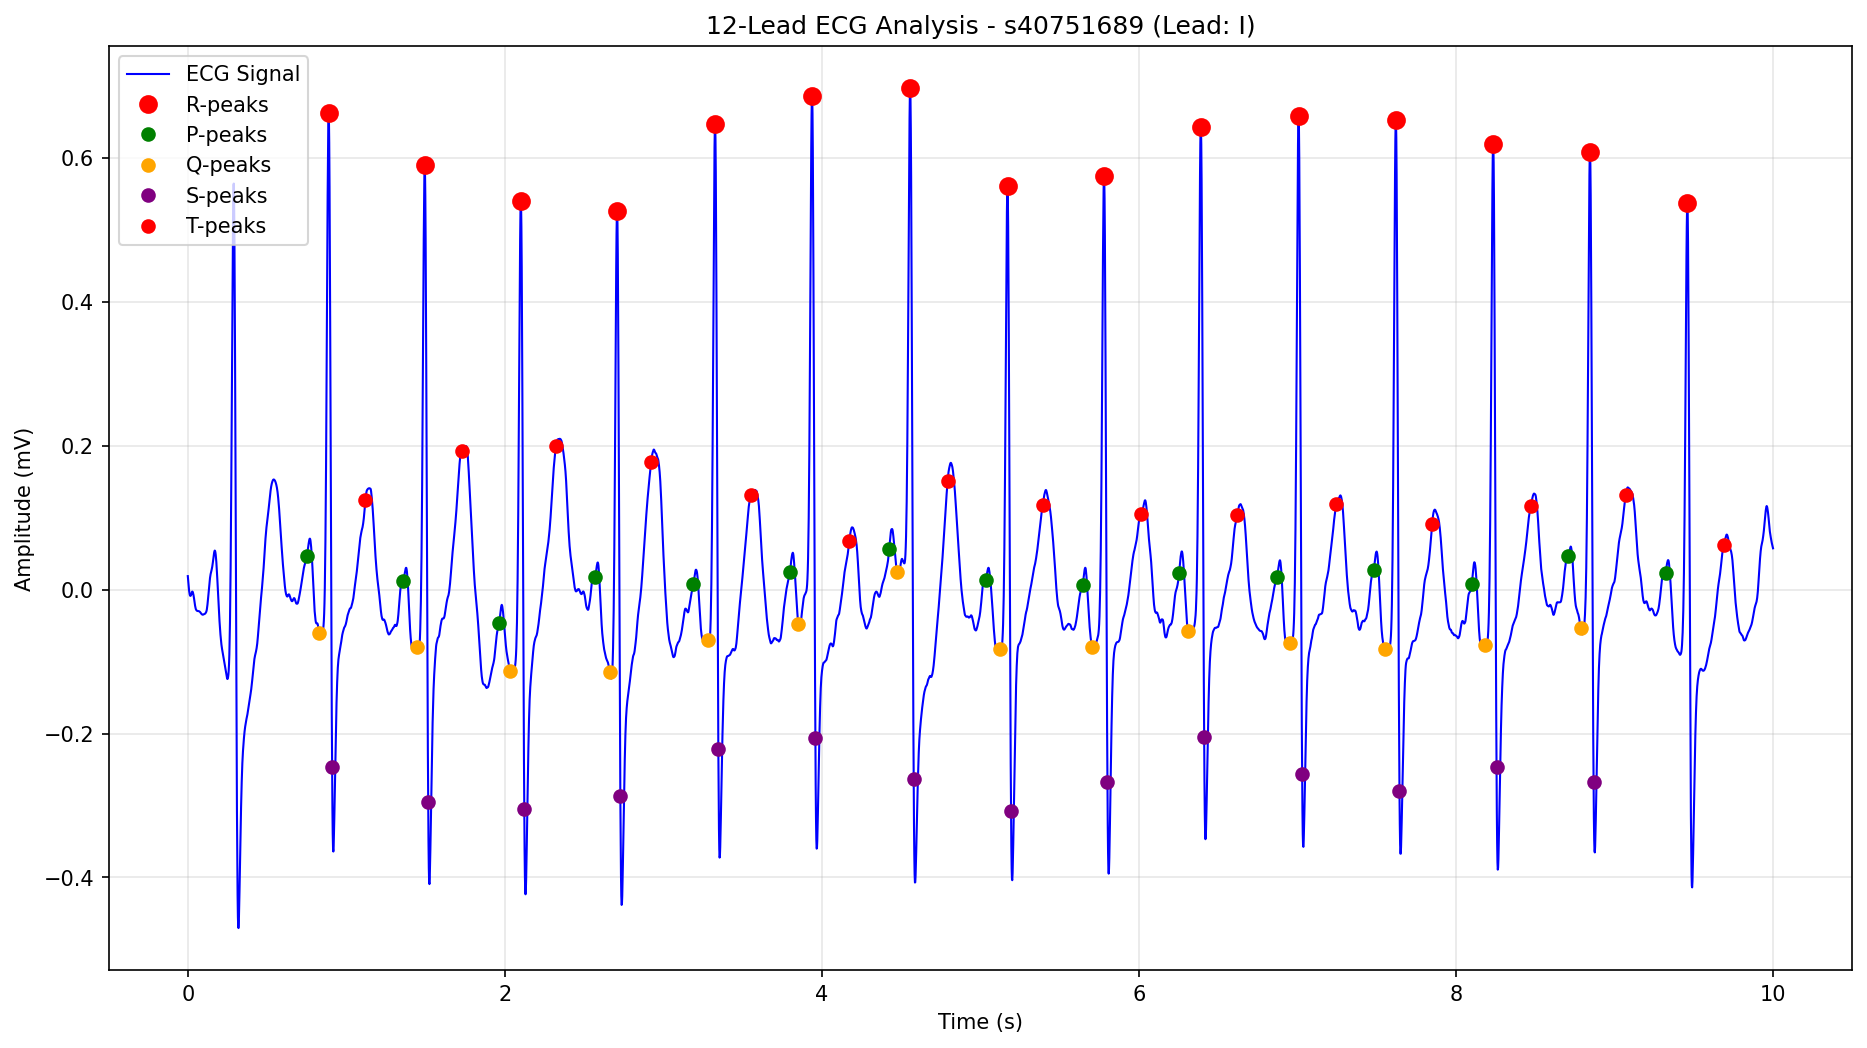 12-Lead ECG Analysis - s40751689 (Lead: I)
ECG Signal
R-peaks
P-peaks
Q-peaks
S-peaks
T-peaks
Amplitude (mV)
0.6
0.4
0.2
0.0
−0.2
−0.4
0 2 4 6 8 10
Time (s)